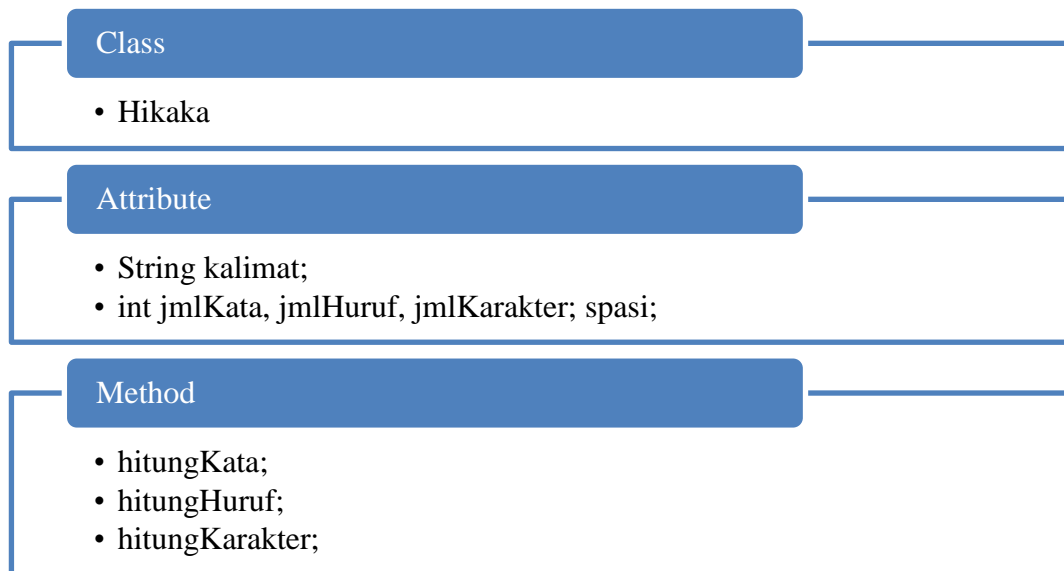 Class
• Hikaka
Attribute
• String kalimat;
• int jmlKata, jmlHuruf, jmlKarakter; spasi;
Method
• hitungKata;
• hitungHuruf;
• hitungKarakter;